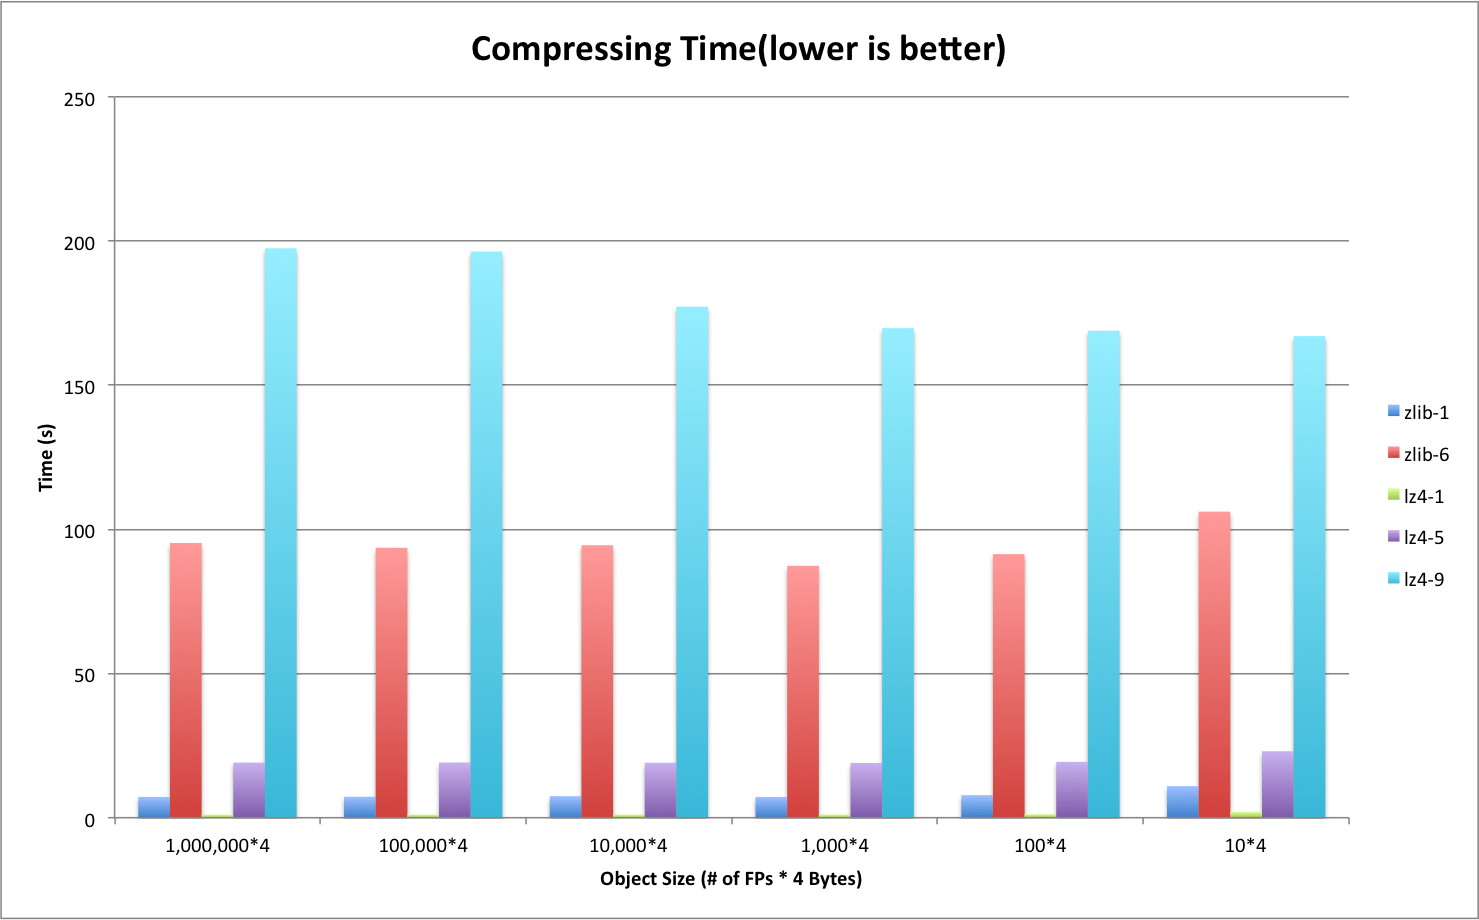 Compressing Time(lower is better)
250
200
150
100
50
0
Time (s)
1,000,000*4 100,000*4 10,000*4 1,000*4 100*4 10*4
Object Size (# of FPs * 4 Bytes)
zlib-1
zlib-6
lz4-1
lz4-5
lz4-9